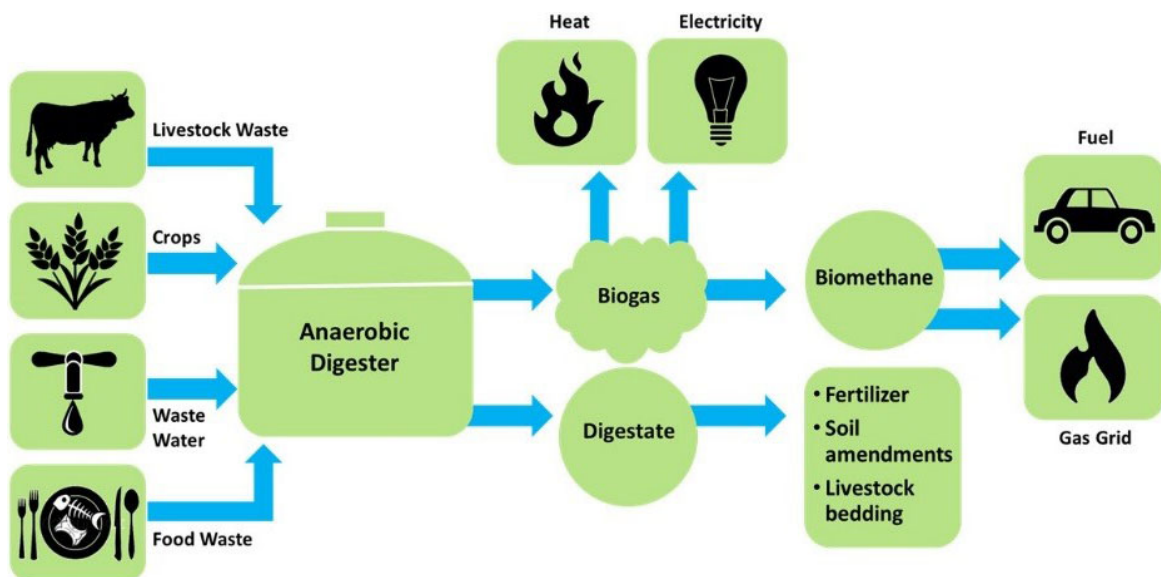 Heat
Electricity
Livestock Waste
Fuel
Crops
Anaerobic
Digester
Biogas
Biomethane
Waste
Water
Digestate
• Fertilizer
• Soil
amendments
• Livestock
bedding
Gas Grid
Food Waste